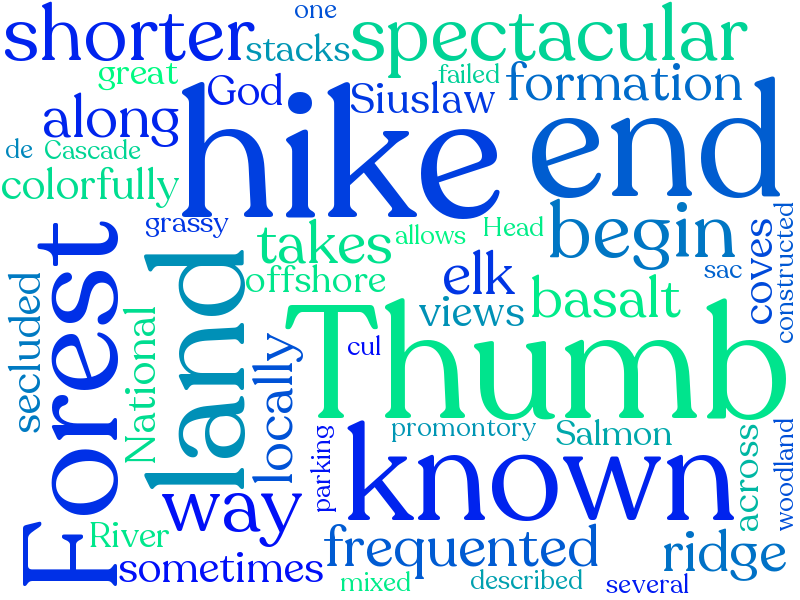 one
shorter
stacks
spectacular
great
failed
formation
God
Siuslaw
along
hike
end
de
Cascade
colorfully
grassy
takes
allows
Head
begin
coves
constructed
Forest
land
offshore
elk
sac
secluded
National
views
basalt
locally
cul
Thumb
promontory
Salmon
parking
known
across
woodland
way
River
sometimes
frequented
ridge
mixed
described
several